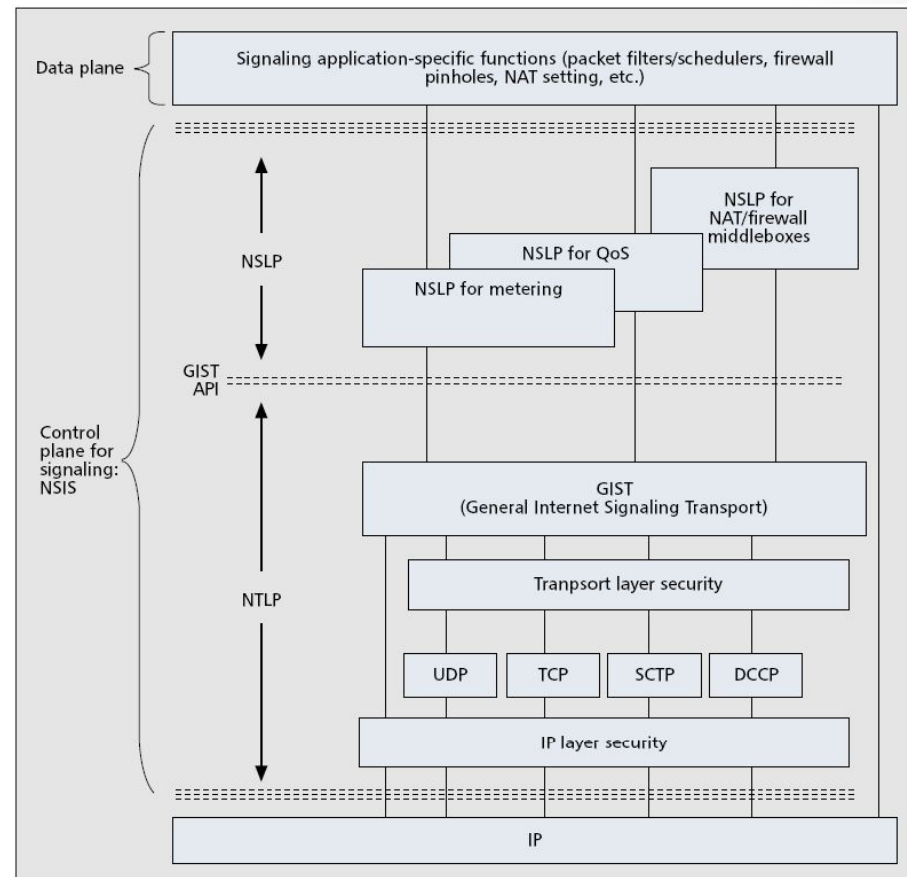 Data plane
Signaling application-specific functions (packet filters/schedulers, firewall
pinholes, NAT setting, etc.)
NSLP
NSLP for
NAT/firewall
middleboxes
NSLP for QoS
NSLP for metering
GIST
API
Control
plane for
signaling:
NSIS
GIST
(General Internet Signaling Transport)
NTLP
Tranpsort layer security
UDP
TCP
SCTP
DCCP
IP layer security
IP